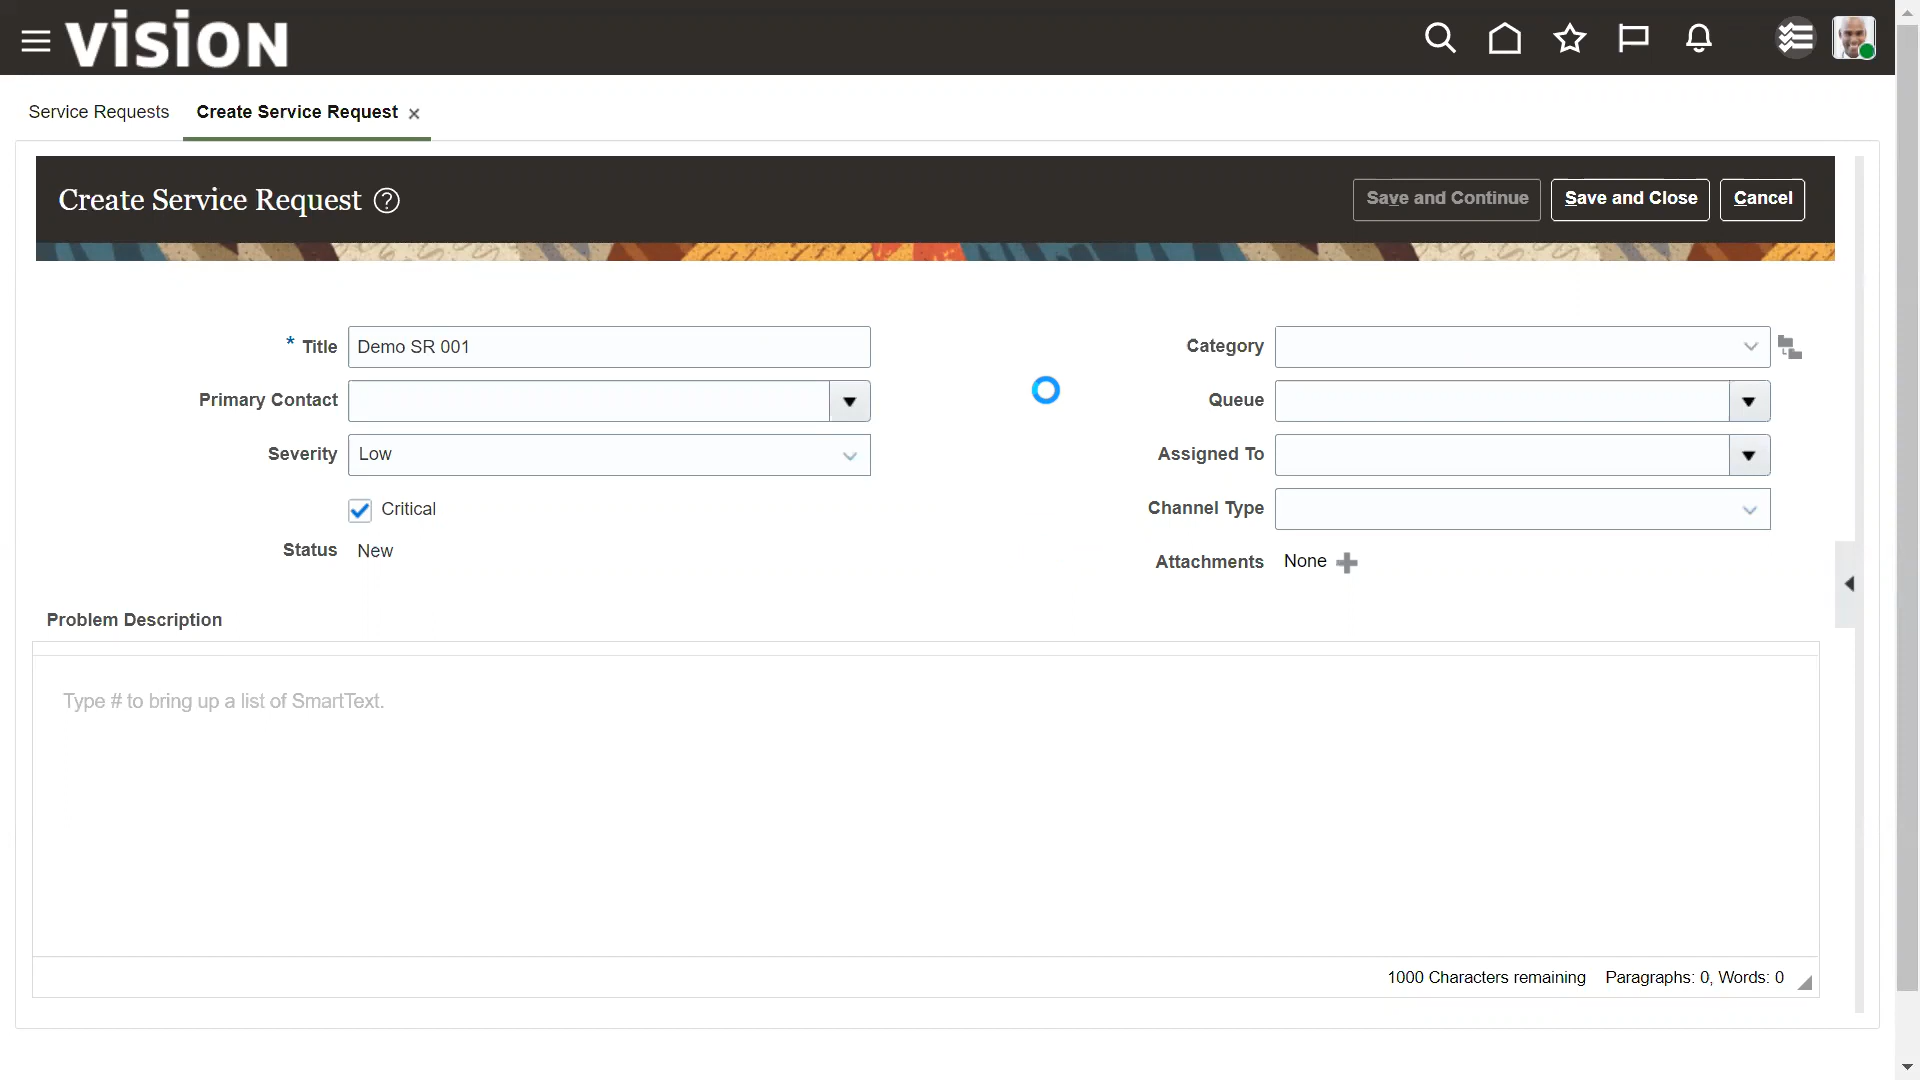 VISION
Service Requests
Create Service Request
Create Service Request
Save and Continue
Save and Close
Cancel
* Title
Demo SR 001
Category
Primary Contact
Queue
Severity
Low
Assigned To
Critical
Channel Type
Status
New
Attachments
None
Problem Description
Type # to bring up a list of SmartText.
1000 Characters remaining
Paragraphs: 0, Words: 0